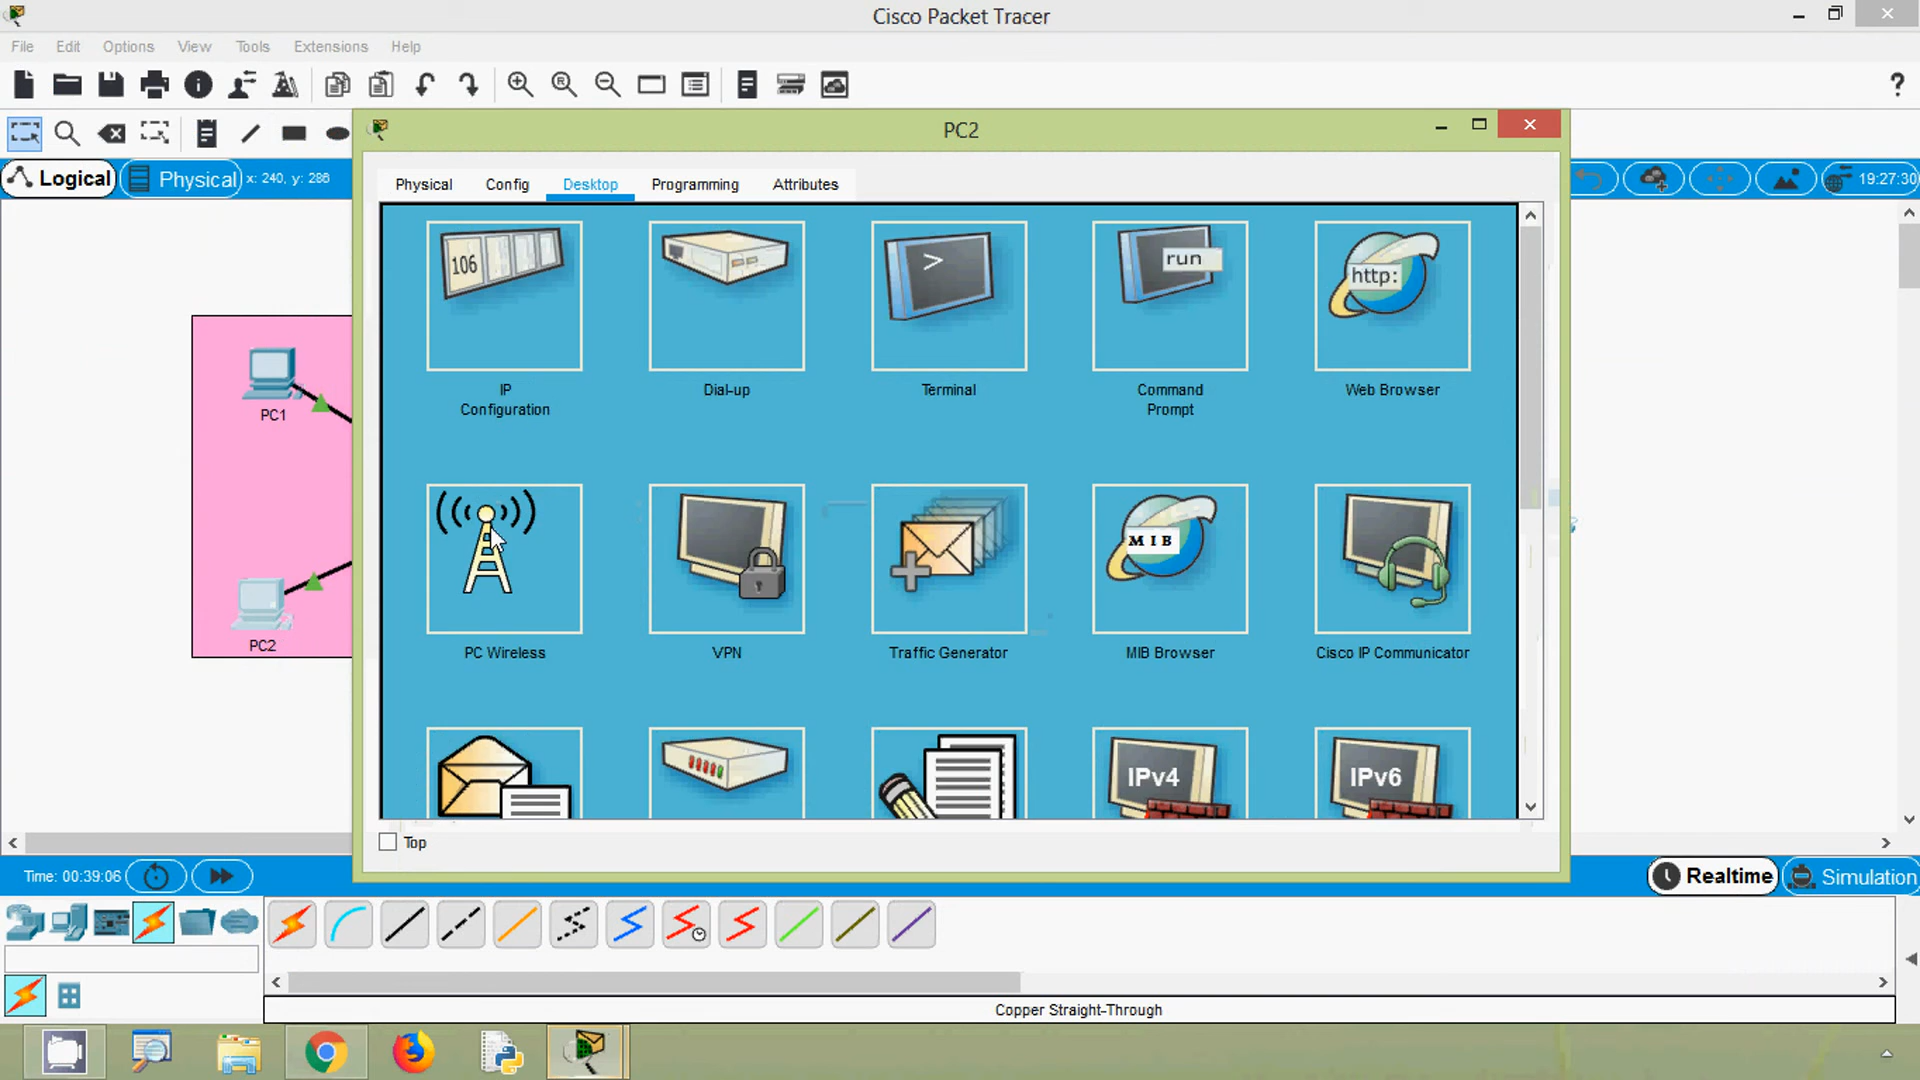 Cisco Packet Tracer
File Edit Options View Tools Extensions Help
PC2
Logical Physical x: 240, y: 286 19:27:30
Physical Config Desktop Programming Attributes
106
>
run
http:
IP
Configuration
Dial-up
Terminal
Command
Prompt
Web Browser
PC1
MIB
PC Wireless
VPN
Traffic Generator
MIB Browser
Cisco IP Communicator
PC2
IPv4
IPv6
Top
Time: 00:39:06
Realtime Simulation
Copper Straight-Through